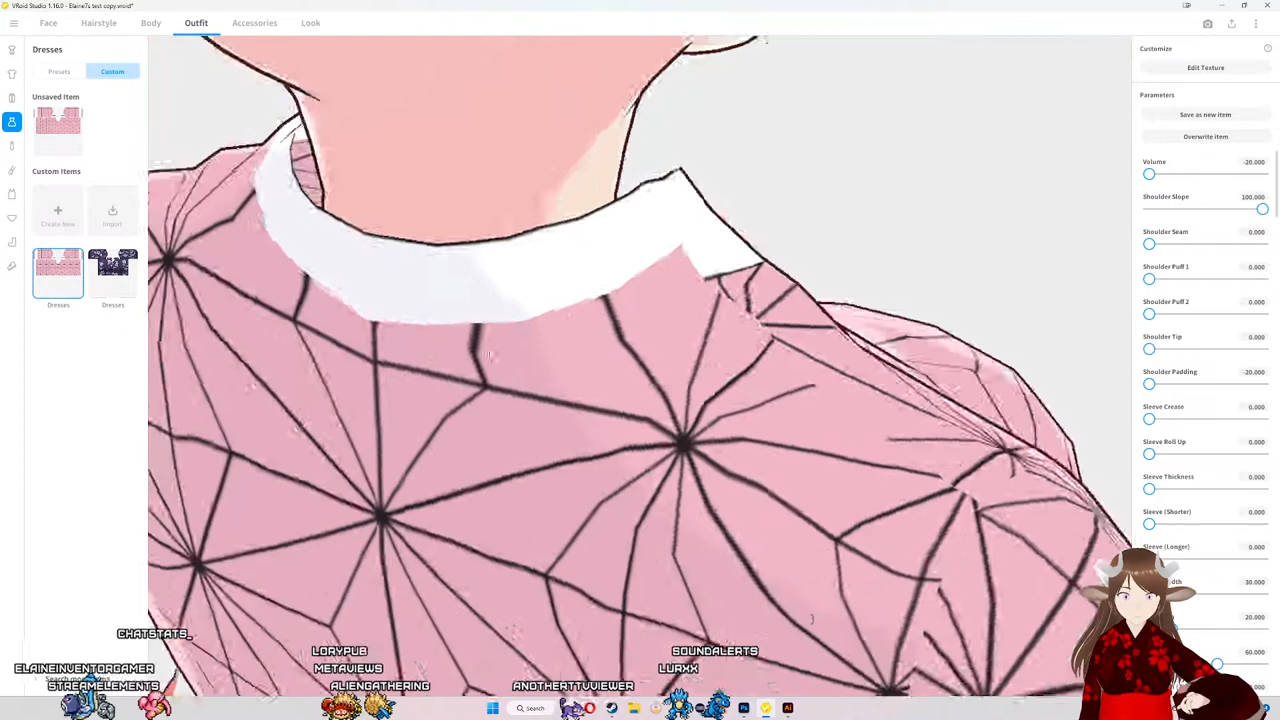 VRoid Studio 1.16.0 - Elaine7s test copy.vroid*
Face
Hairstyle
Body
Outfit
Accessories
Look
Dresses
Presets
Custom
Unsaved Item
Custom Items
Create New
Import
Dresses
Dresses
Customize
Edit Texture
Parameters
Save as new item
Overwrite item
Volume -20.000
Shoulder Slope 100.000
Shoulder Seam 0.000
Shoulder Puff 1 0.000
Shoulder Puff 2 0.000
Shoulder Tip 0.000
Shoulder Padding -20.000
Sleeve Crease 0.000
Sleeve Roll Up 0.000
Sleeve Thickness 0.000
Sleeve (Shorter) 0.000
Sleeve (Longer) 0.000
30.000
20.000
60.000
CHATSTATS_
LORYPUB
SOUNDALERTS
ELAINEINVENTORGAMER
METAVIEWS
LURXX
STREAMELEMENTS
ALIENGATHERING
ANOTHERTTVVIEWER
Search